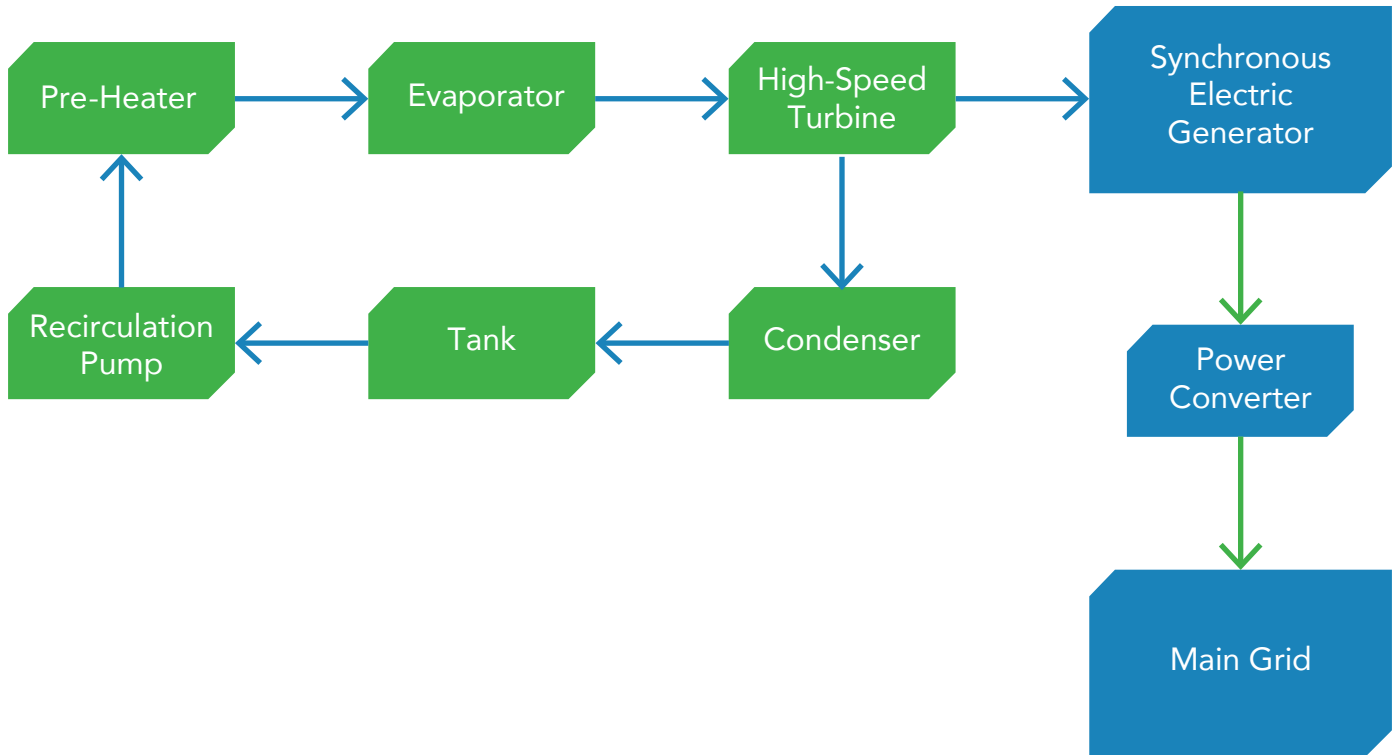 Pre-Heater
Evaporator
High-Speed
Turbine
Synchronous
Electric
Generator
Recirculation
Pump
Tank
Condenser
Power
Converter
Main Grid